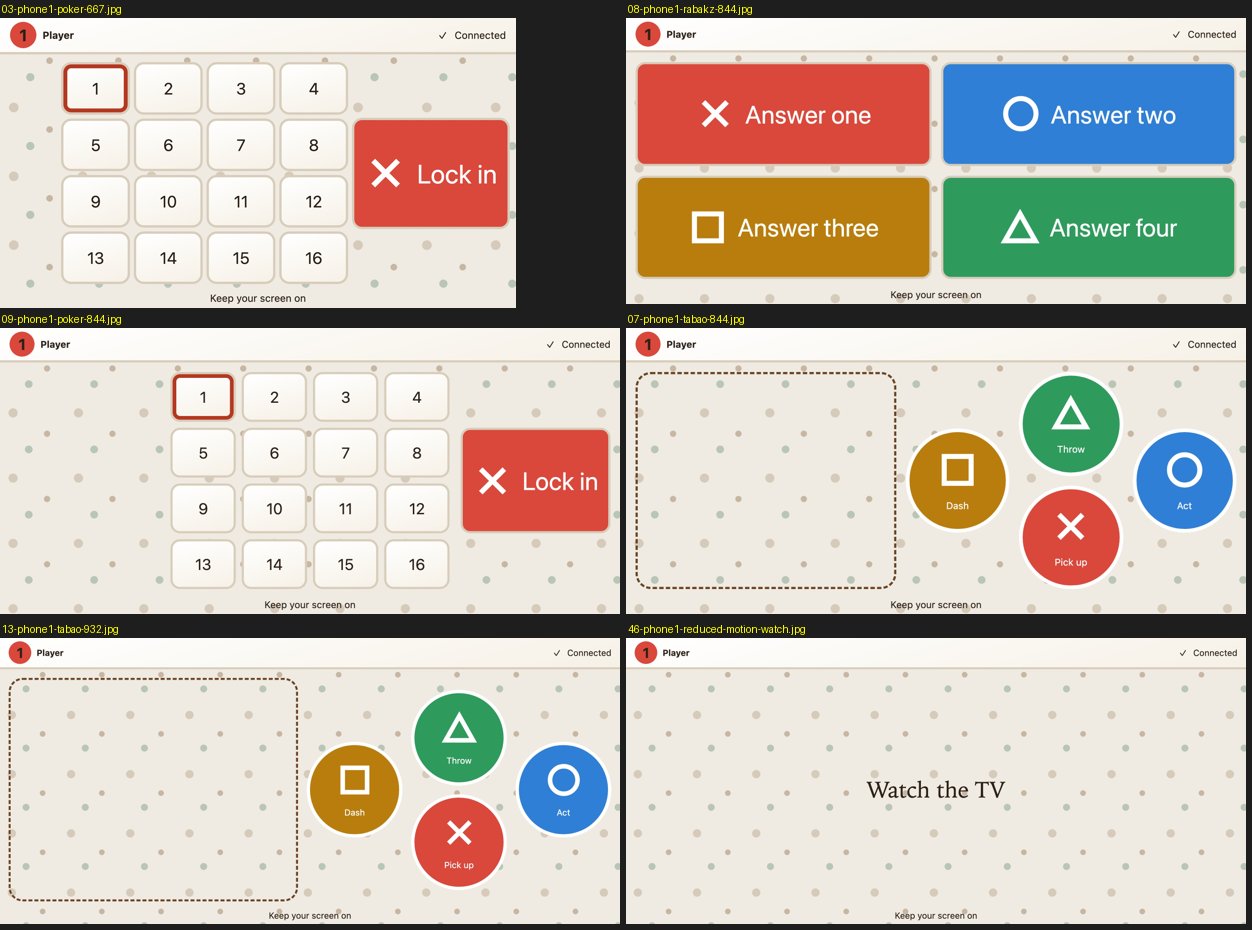 03-phone1-poker-667.jpg
1 Player ✓ Connected
1 2 3 4
5 6 7 8
Lock in
9 10 11 12
13 14 15 16
Keep your screen on
08-phone1-rabakz-844.jpg
1 Player ✓ Connected
Answer one Answer two
Answer three Answer four
Keep your screen on
09-phone1-poker-844.jpg
1 Player ✓ Connected
1 2 3 4
5 6 7 8
Lock in
9 10 11 12
13 14 15 16
Keep your screen on
07-phone1-tabao-844.jpg
1 Player ✓ Connected
Throw
Dash Act
Pick up
Keep your screen on
13-phone1-tabao-932.jpg
1 Player ✓ Connected
Throw
Dash Act
Pick up
Keep your screen on
46-phone1-reduced-motion-watch.jpg
1 Player ✓ Connected
Watch the TV
Keep your screen on